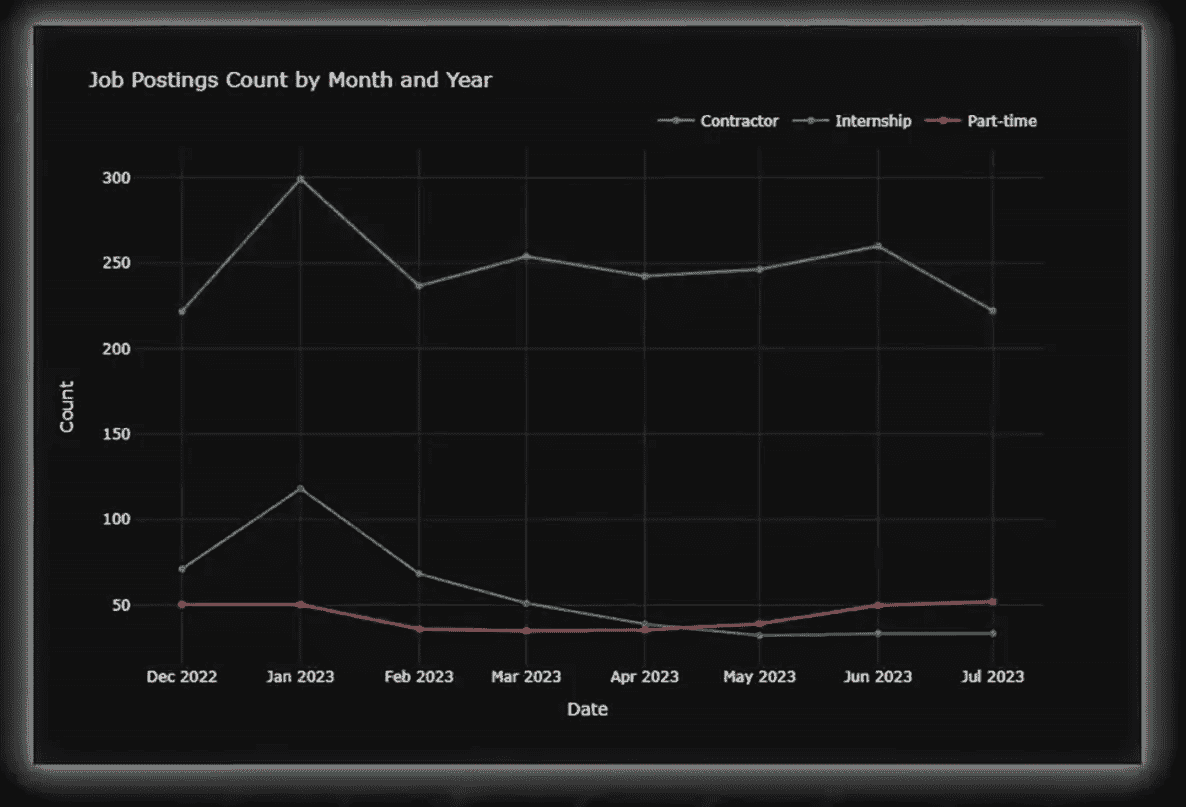 Job Postings Count by Month and Year
Contractor Internship Part-time
300
250
200
150
100
50
Count
Dec 2022 Jan 2023 Feb 2023 Mar 2023 Apr 2023 May 2023 Jun 2023 Jul 2023
Date